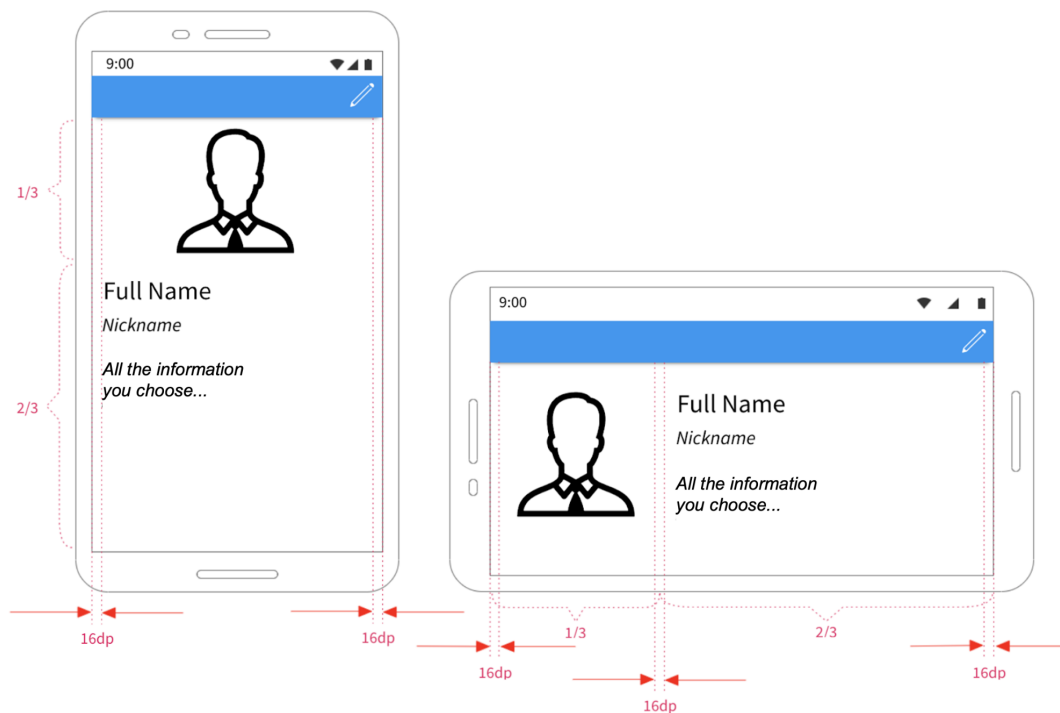 9:00
1/3
Full Name
Nickname
All the information
you choose...
2/3
16dp
16dp
9:00
Full Name
Nickname
All the information
you choose...
1/3
2/3
16dp
16dp
16dp